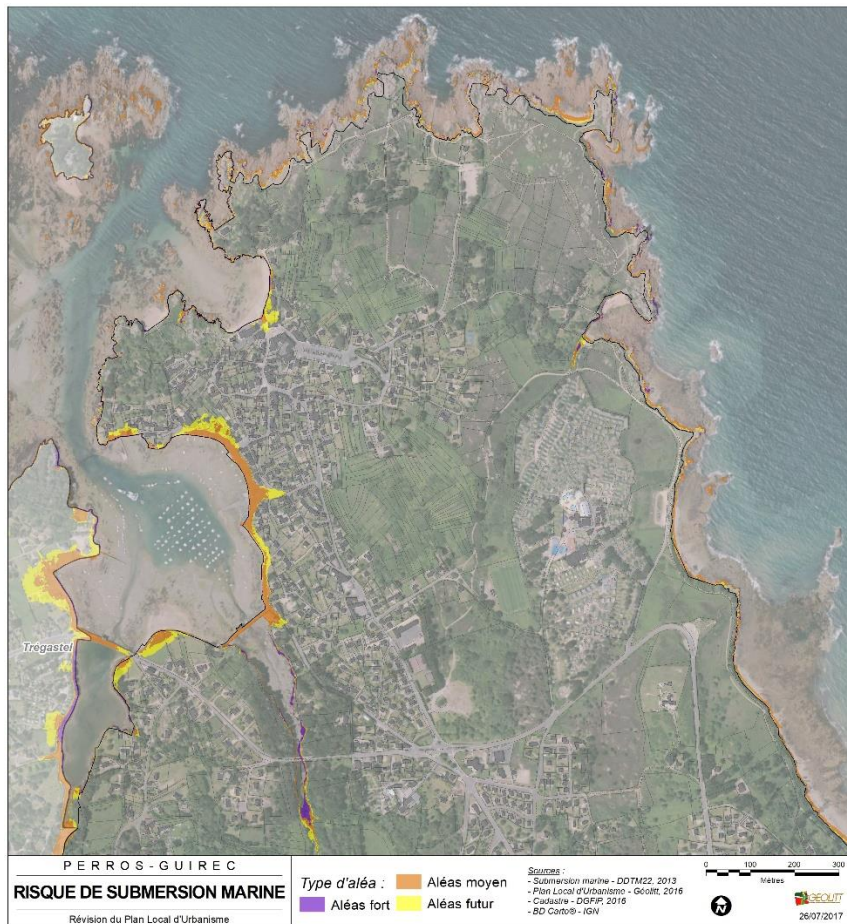 Trégastel
PERROS-GUIREC
RISQUE DE SUBMERSION MARINE
Révision du Plan Local d'Urbanisme
Type d'aléa :
Aléas moyen
Aléas fort
Aléas futur
Sources :
- Submersion marine - DDTM22, 2013
- Plan Local d'Urbanisme - Géolitt, 2016
- Cadastre - DGFIP, 2016
- BD Carto® - IGN
0 100 200 300
Mètres
N
GÉOLITT
26/07/2017